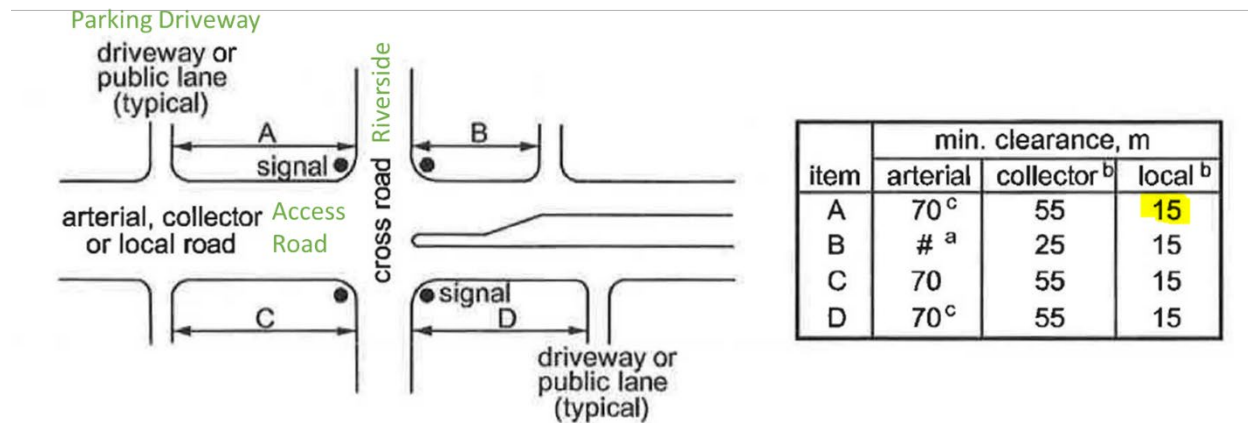 Parking Driveway
driveway or
public lane
(typical)
Riverside
A
B
signal
cross road
arterial, collector
or local road
Access
Road
signal
C
D
driveway or
public lane
(typical)
min. clearance, m
item arterial collector b local b
A 70 c 55 15
B # a 25 15
C 70 55 15
D 70 c 55 15